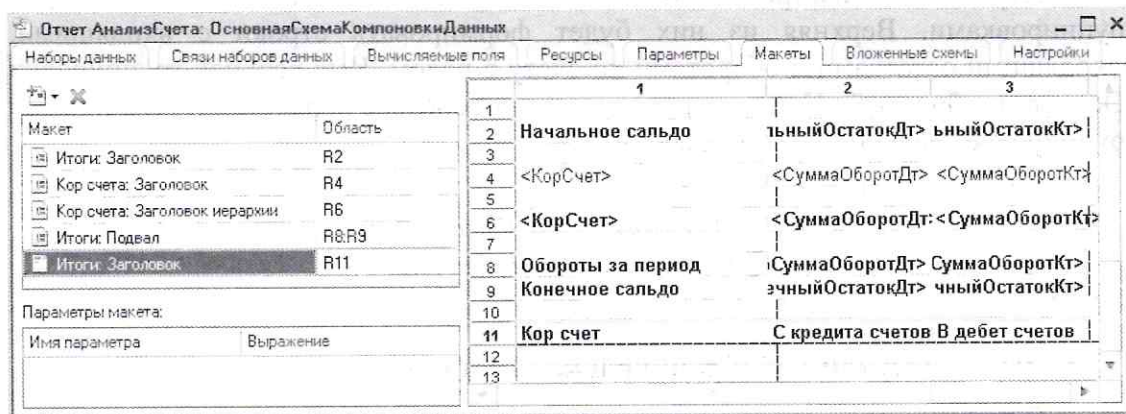 Отчет АнализСчета: ОсновнаяСхемаКомпоновкиДанных
Наборы данных Связи наборов данных Вычисляемые поля Ресурсы Параметры Макеты Вложенные схемы Настройки
Макет Область
Итоги: Заголовок R2
Кор счета: Заголовок R4
Кор счета: Заголовок иерархии R6
Итоги: Подвал R8:R9
Итоги: Заголовок R11
Параметры макета:
Имя параметра Выражение
1 2 3
1
2 Начальное сальдо льныйОстатокДт> ьныйОстатокКт>
3
4 <КорСчет> <СуммаОборотДт> <СуммаОборотКт>
5
6 <КорСчет> <СуммаОборотДт: <СуммаОборотКт>
7
8 Обороты за период СуммаОборотДт> СуммаОборотКт>
9 Конечное сальдо ечныйОстатокДт> чныйОстатокКт>
10
11 Кор счет С кредита счетов В дебет счетов
12
13